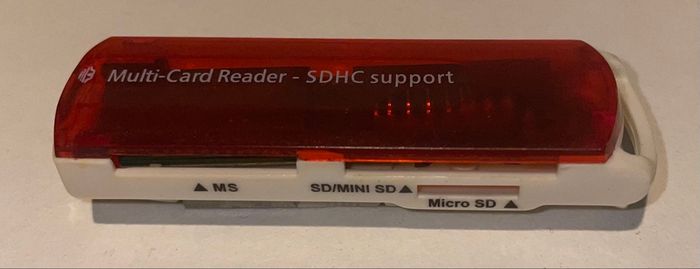 Multi-Card Reader - SDHC support
▲ MS
SD/MINI SD ▲
Micro SD ▲